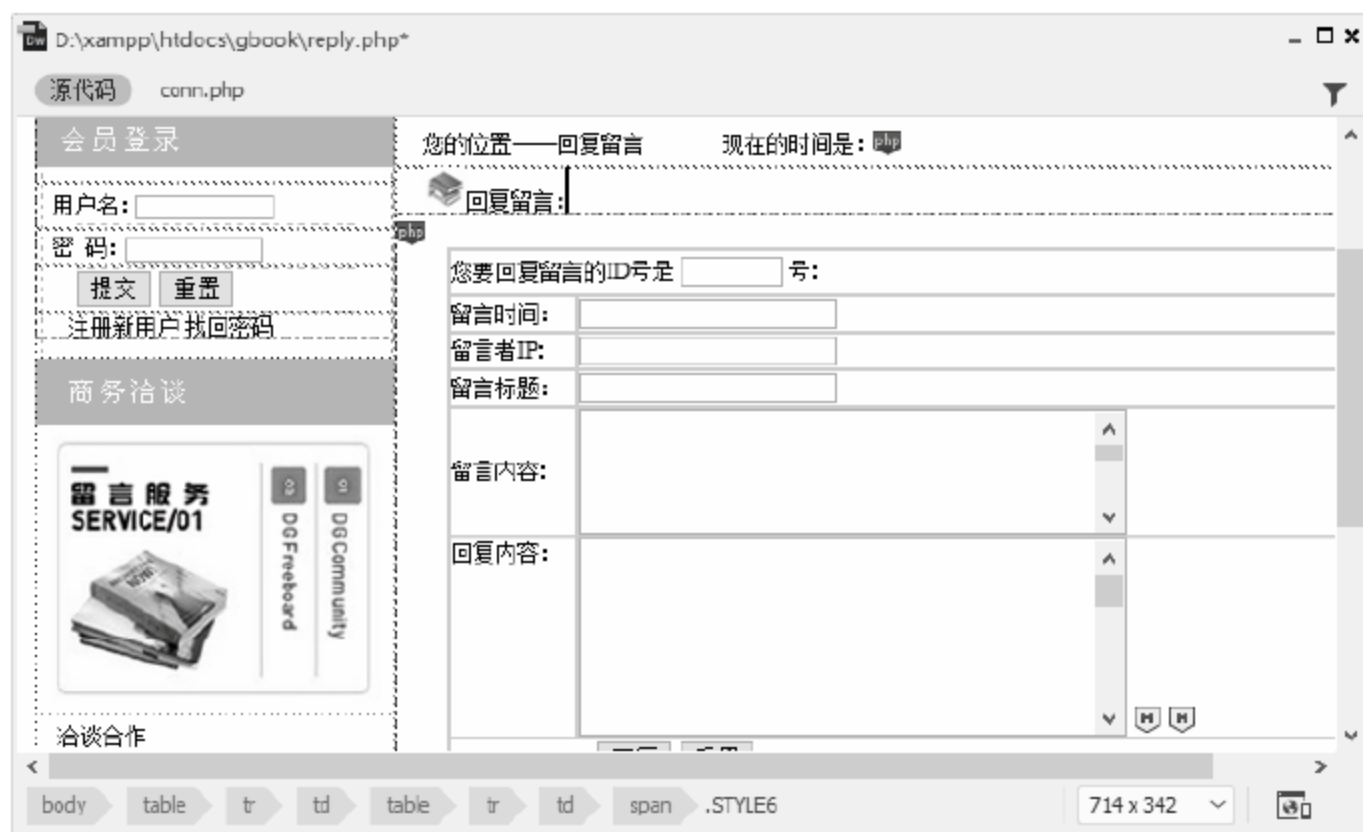 Dw D:\xampp\htdocs\gbook\reply.php*
源代码 conn.php
会员登录
您的位置——回复留言 现在的时间是: php
回复留言:
用户名:
php
密 码:
您要回复留言的ID号是 号:
提交 重置
留言时间:
注册新用户 找回密码
留言者IP:
商务洽谈
留言标题:
留言服务
SERVICE/01
DG Freeboard
DG Community
留言内容:
回复内容:
洽谈合作
body table tr td table tr td span .STYLE6
714 x 342